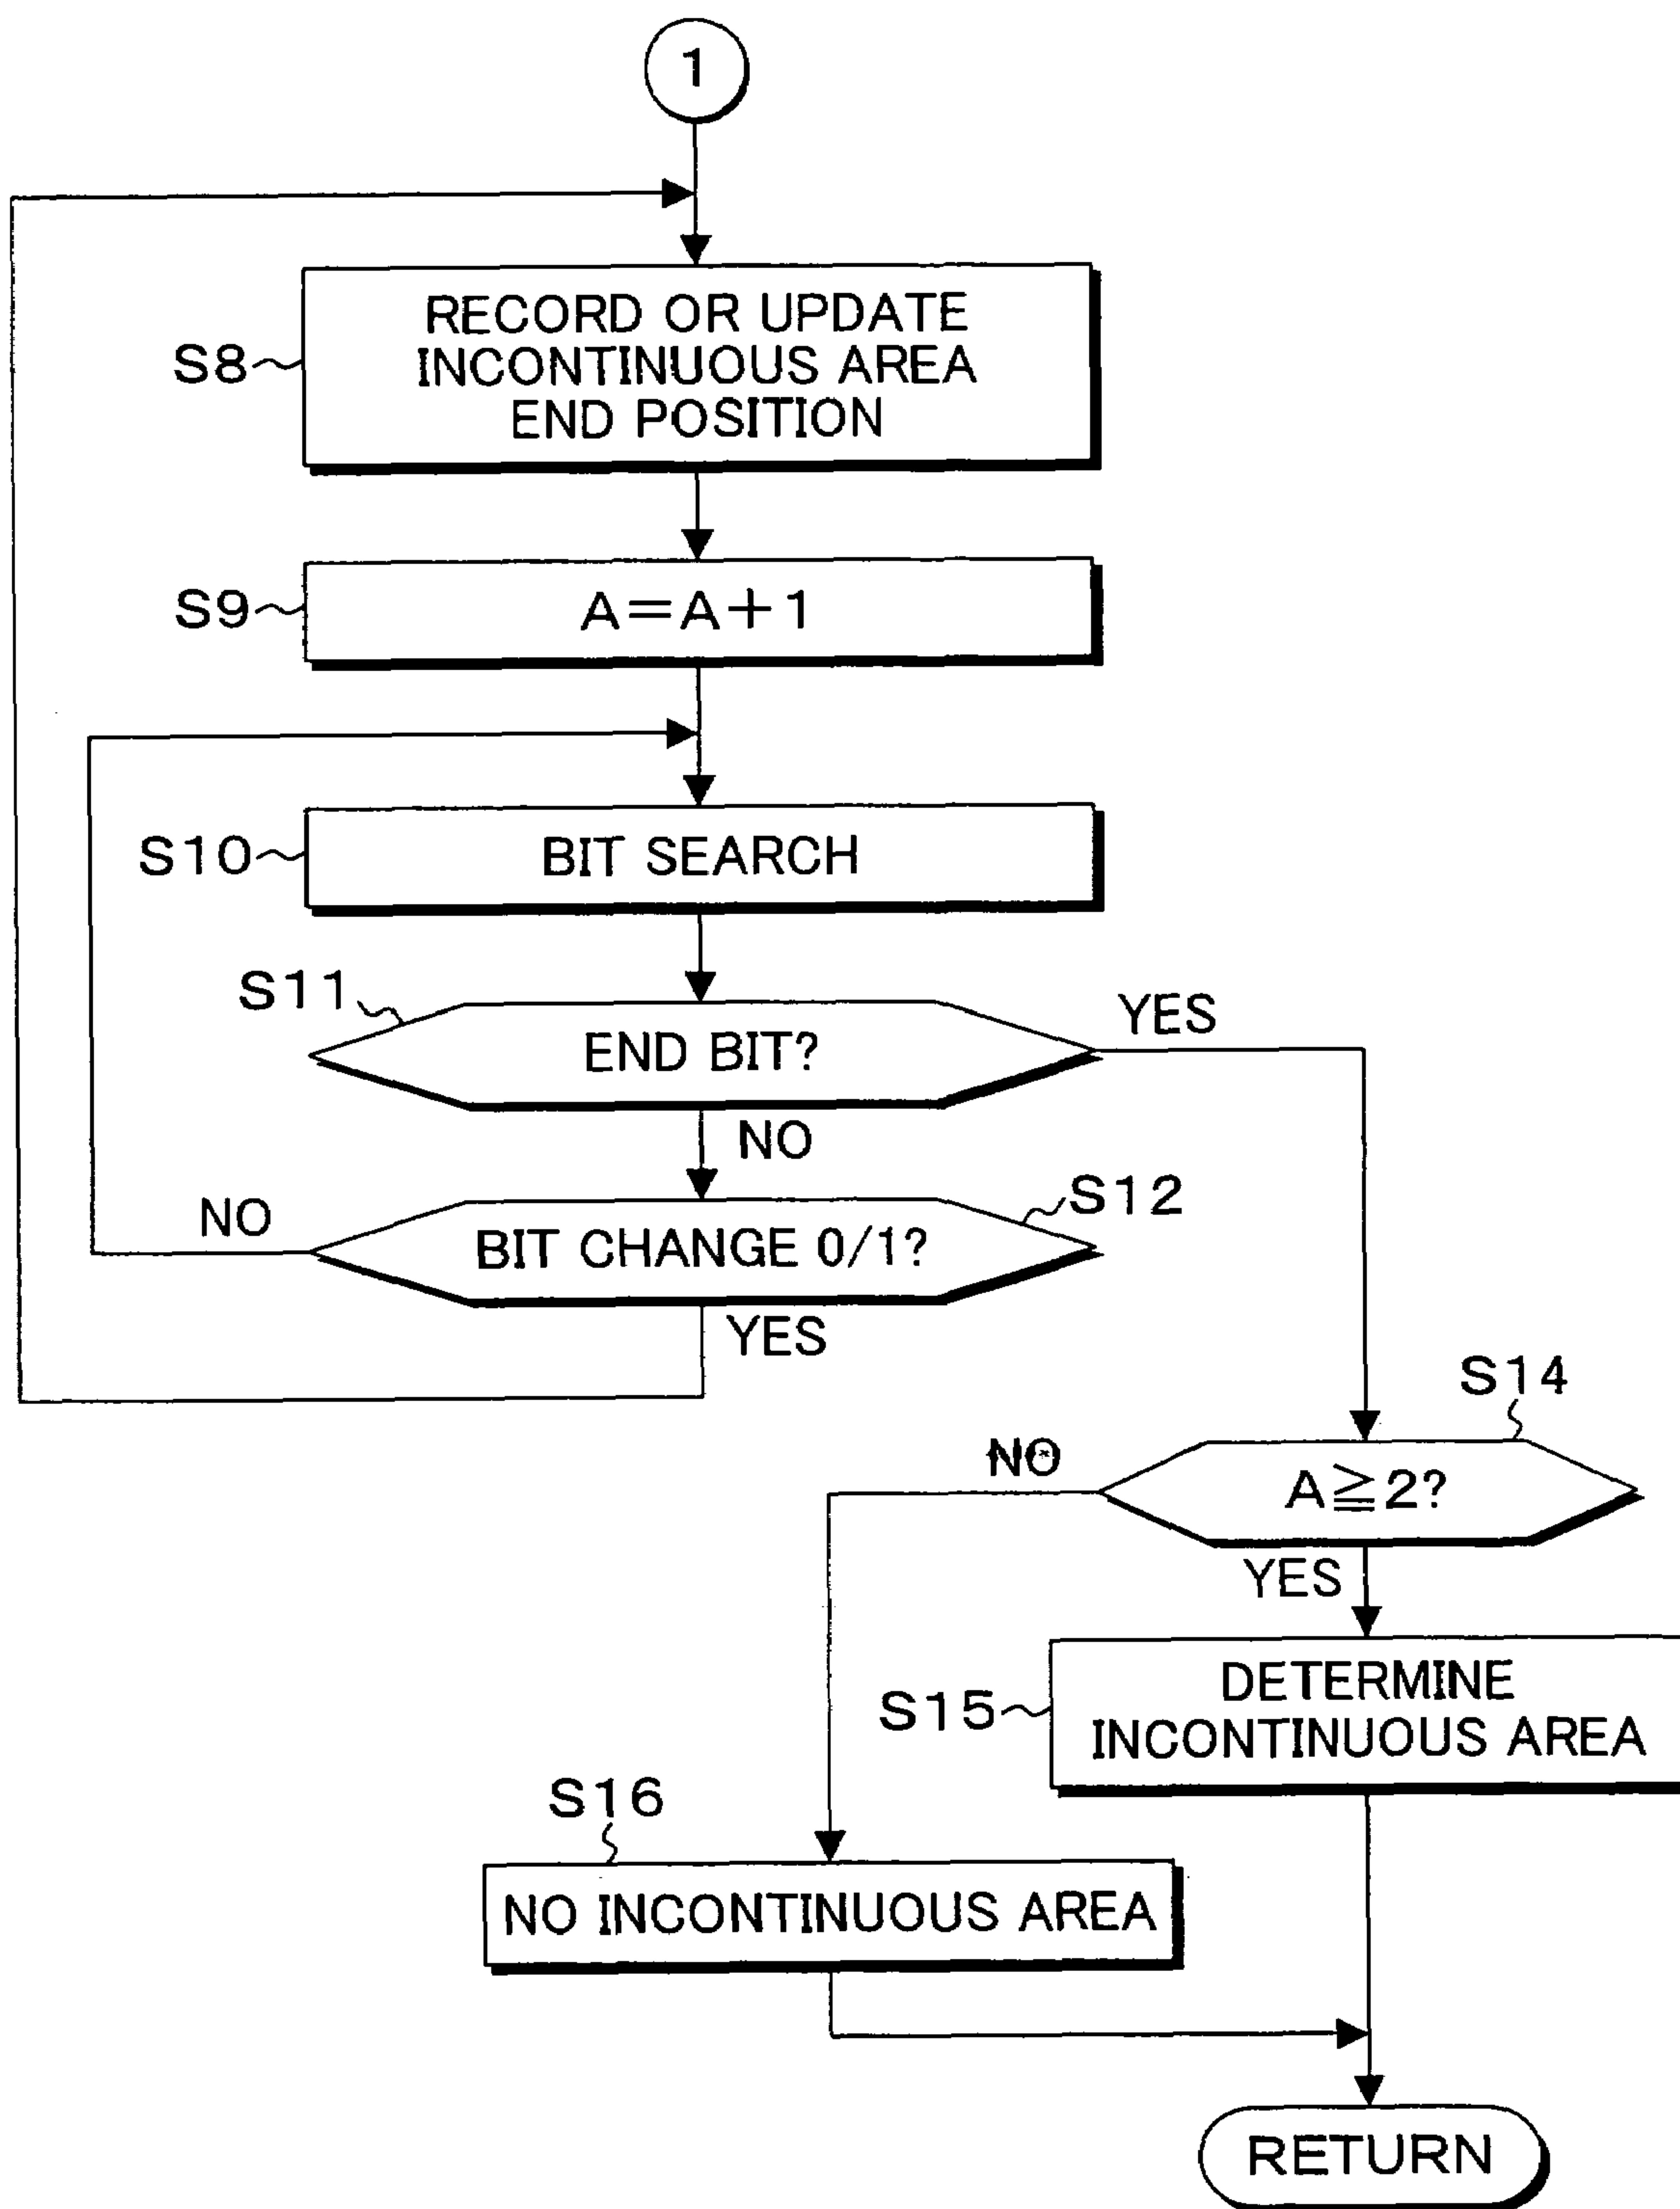 1
RECORD OR UPDATE
INCONTINUOUS AREA
END POSITION
S8
A=A+1
S9
BIT SEARCH
S10
S11
END BIT?
YES
NO
S12
BIT CHANGE 0/1?
NO
YES
S14
A≧2?
NO
YES
S15
DETERMINE
INCONTINUOUS AREA
S16
NO INCONTINUOUS AREA
RETURN